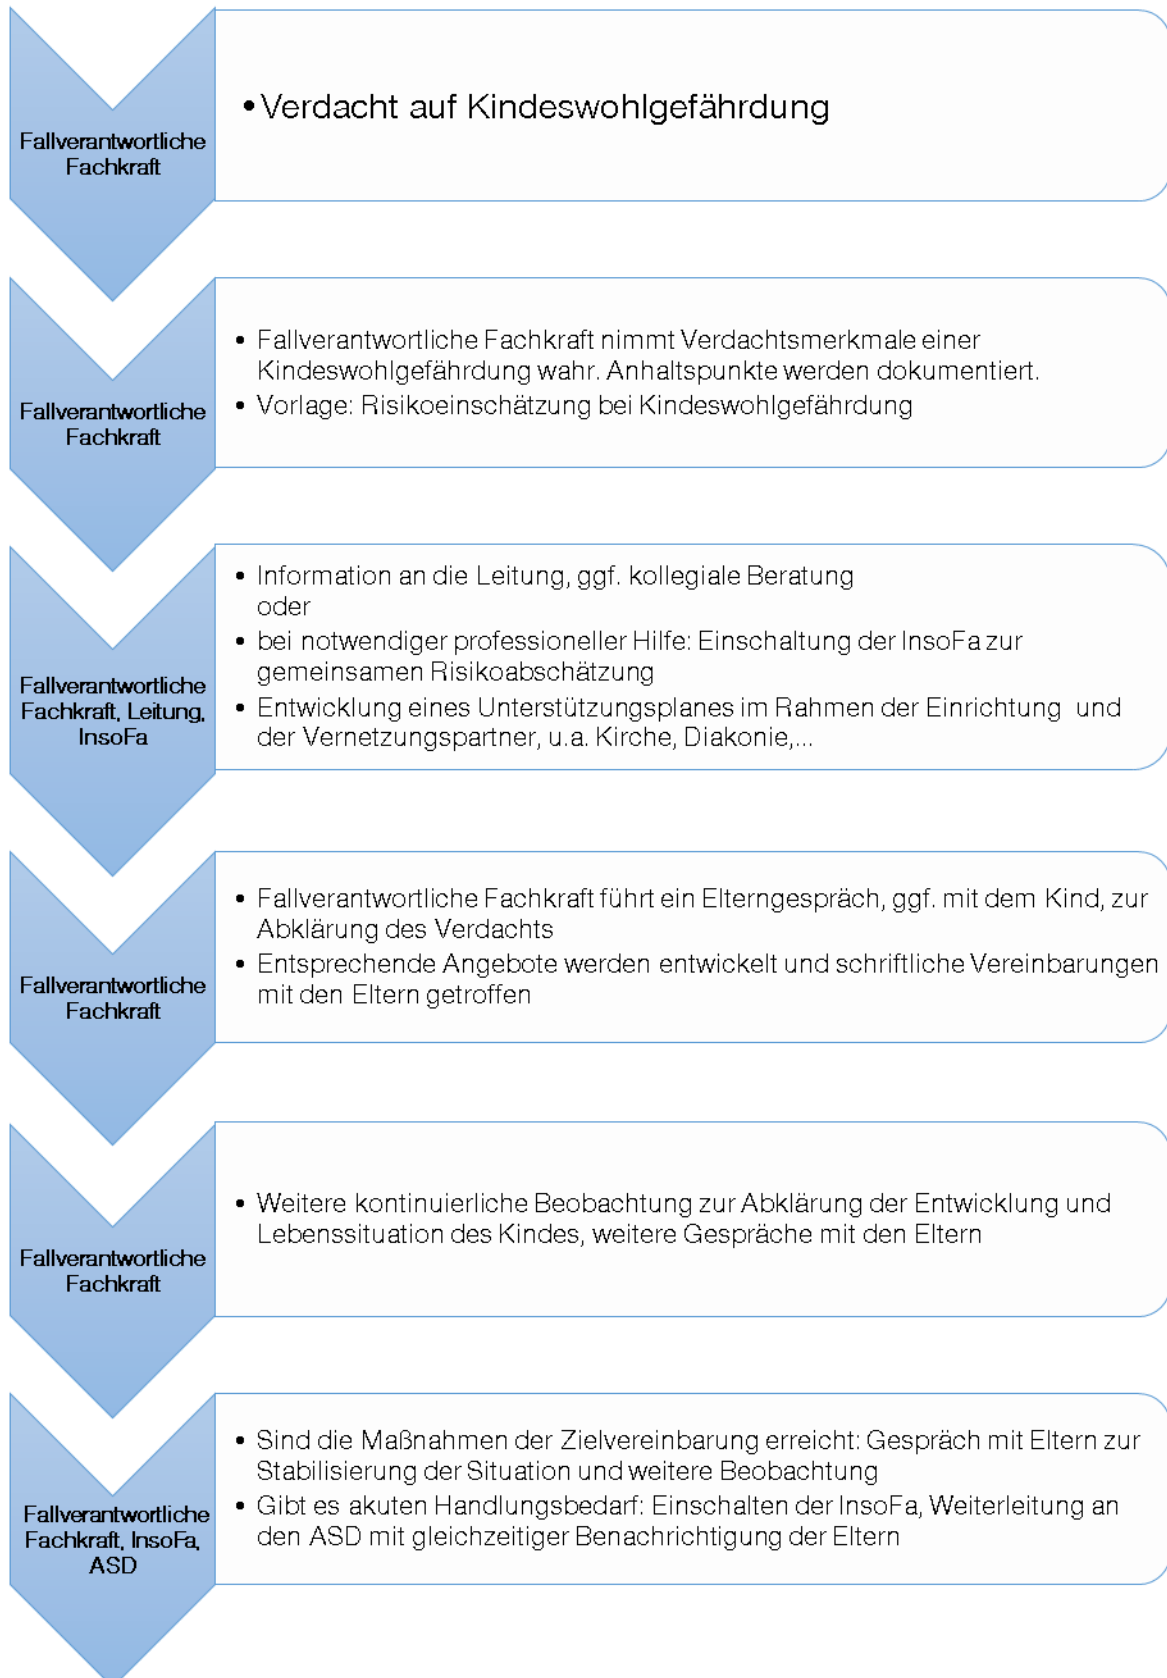 Fallverantwortliche
Fachkraft
• Verdacht auf Kindeswohlgefährdung
Fallverantwortliche
Fachkraft
• Fallverantwortliche Fachkraft nimmt Verdachtsmerkmale einer
Kindeswohlgefährdung wahr. Anhaltspunkte werden dokumentiert.
• Vorlage: Risikoeinschätzung bei Kindeswohlgefährdung
Fallverantwortliche
Fachkraft, Leitung,
InsoFa
• Information an die Leitung, ggf. kollegiale Beratung
oder
• bei notwendiger professioneller Hilfe: Einschaltung der InsoFa zur
gemeinsamen Risikoabschätzung
• Entwicklung eines Unterstützungsplanes im Rahmen der Einrichtung und
der Vernetzungspartner, u.a. Kirche, Diakonie,...
Fallverantwortliche
Fachkraft
• Fallverantwortliche Fachkraft führt ein Elterngespräch, ggf. mit dem Kind, zur
Abklärung des Verdachts
• Entsprechende Angebote werden entwickelt und schriftliche Vereinbarungen
mit den Eltern getroffen
Fallverantwortliche
Fachkraft
• Weitere kontinuierliche Beobachtung zur Abklärung der Entwicklung und
Lebenssituation des Kindes, weitere Gespräche mit den Eltern
Fallverantwortliche
Fachkraft, InsoFa,
ASD
• Sind die Maßnahmen der Zielvereinbarung erreicht: Gespräch mit Eltern zur
Stabilisierung der Situation und weitere Beobachtung
• Gibt es akuten Handlungsbedarf: Einschalten der InsoFa, Weiterleitung an
den ASD mit gleichzeitiger Benachrichtigung der Eltern